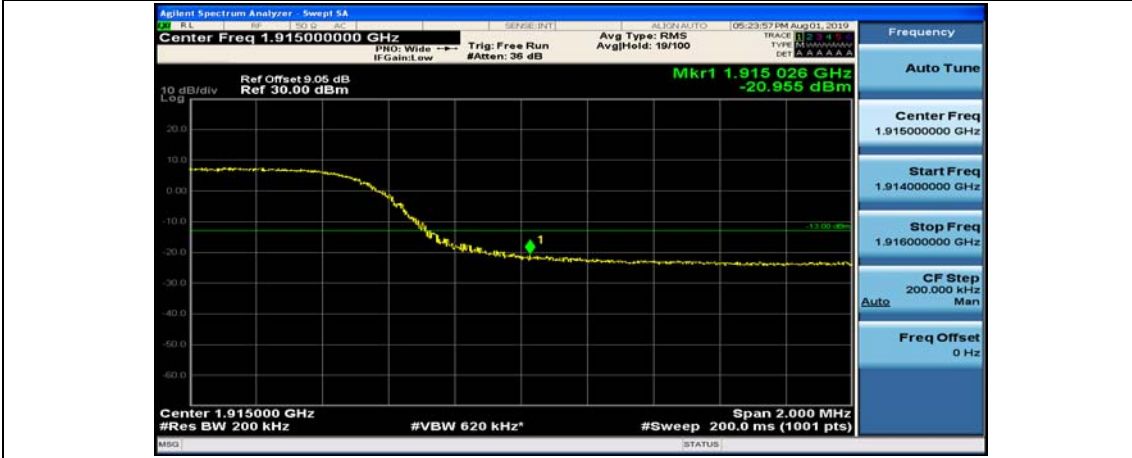 Agilent Spectrum Analyzer - Swept SA
RL RF 50 Ω AC SENSE:INT ALIGN AUTO 05:23:57 PM Aug 01, 2019
Center Freq 1.915000000 GHz
PNO: Wide
IFGain:Low
Trig: Free Run
#Atten: 36 dB
Avg Type: RMS
Avg|Hold: 19/100
TRACE 1 2 3 4 5 6
TYPE M
DET A A A A A A
Mkr1 1.915 026 GHz
-20.955 dBm
Ref Offset 9.05 dB
Ref 30.00 dBm
10 dB/div
Log
20.0
10.0
0.00
-10.0
-20.0
-30.0
-40.0
-50.0
-60.0
-13.00 dBm
1
Center 1.915000 GHz
#Res BW 200 kHz
#VBW 620 kHz*
Span 2.000 MHz
#Sweep 200.0 ms (1001 pts)
MSG
STATUS
Frequency
Auto Tune
Center Freq
1.915000000 GHz
Start Freq
1.914000000 GHz
Stop Freq
1.916000000 GHz
CF Step
200.000 kHz
Auto Man
Freq Offset
0 Hz